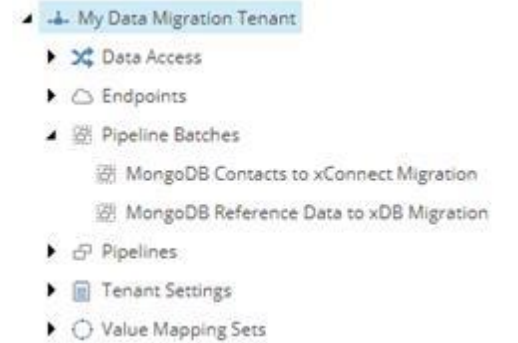 My Data Migration Tenant
Data Access
Endpoints
Pipeline Batches
MongoDB Contacts to xConnect Migration
MongoDB Reference Data to xDB Migration
Pipelines
Tenant Settings
Value Mapping Sets